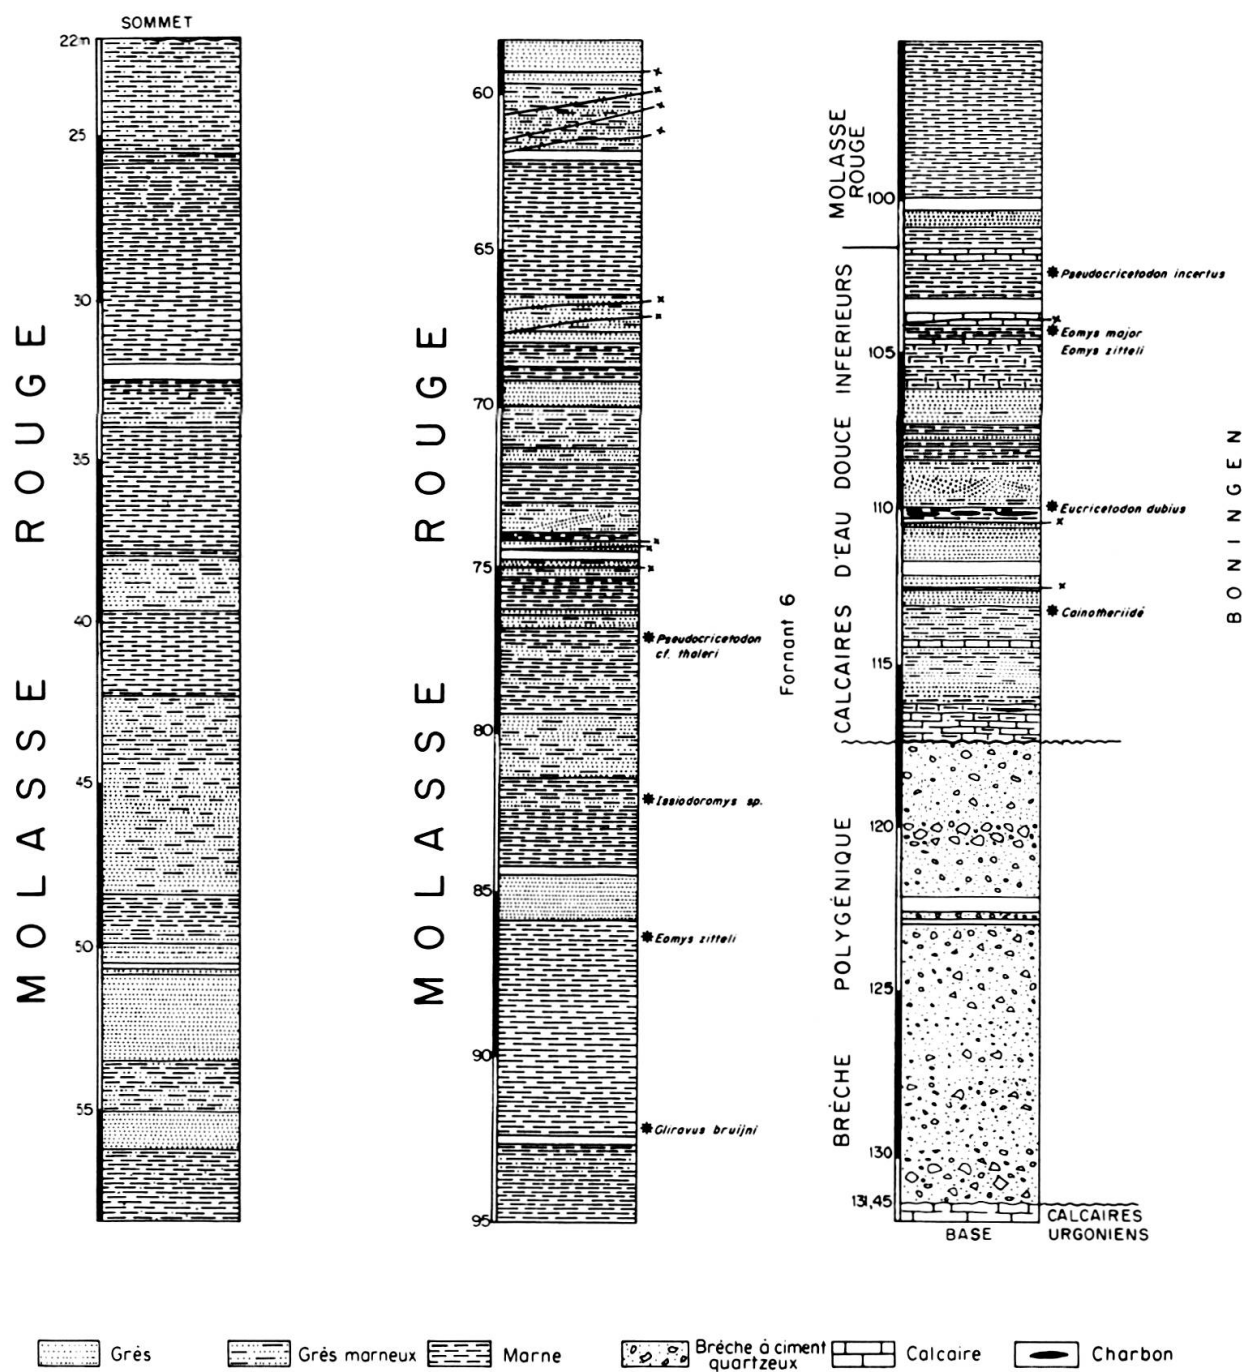 SOMMET
22m
25
30
35
40
45
50
55
MOLASSE ROUGE
60
65
70
75
80
85
90
95
MOLASSE ROUGE
Pseudocricetodon
cf. thaleri
Issiodoromys sp.
Eomys zitteli
Gliravus bruijni
Fornant 6
MOLASSE
ROUGE
CALCAIRES D'EAU DOUCE INFERIEURS
BRÈCHE POLYGÉNIQUE
100
105
110
115
120
125
130
131,45
Pseudocricetodon incertus
Eomys major
Eomys zitteli
Eucricetodon dubius
Cainotheriidé
BONINGEN
BASE
CALCAIRES
URGONIENS
Grès
Grès marneux
Marne
Brèche à ciment
quartzeux
Calcaire
Charbon